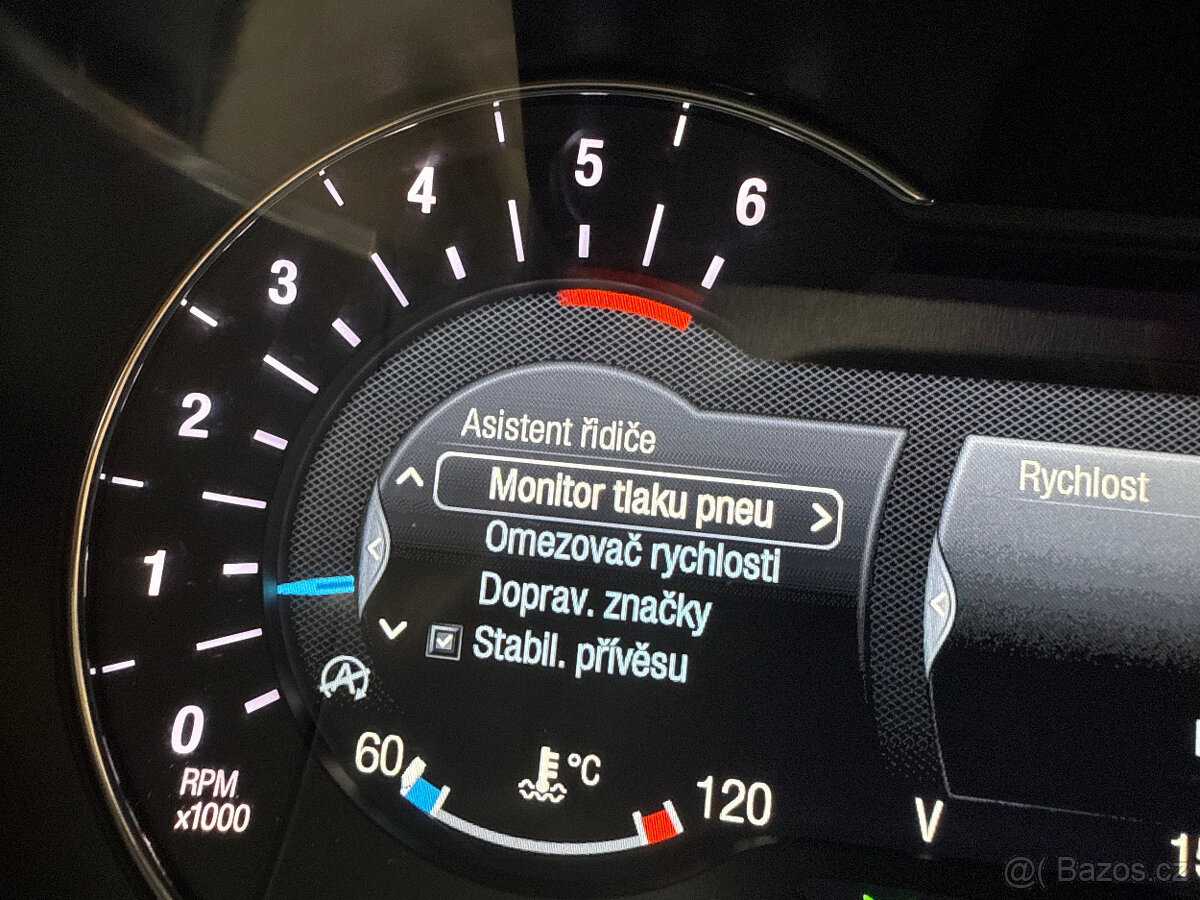 5
4
6
3
2
1
0
RPM
x1000
Asistent řidiče
Monitor tlaku pneu
Omezovač rychlosti
Doprav. značky
Stabil. přívěsu
Rychlost
A
60
°C
120
V
@( Bazos.cz